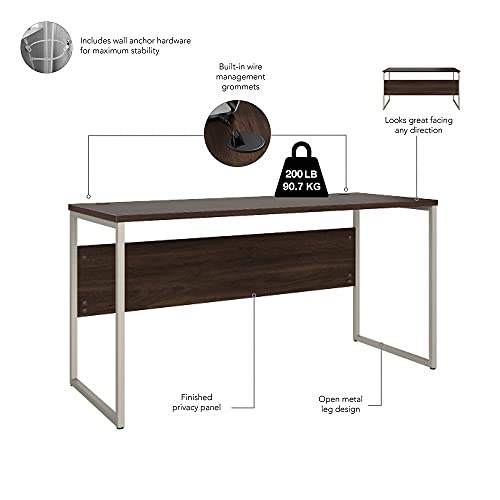 Includes wall anchor hardware
for maximum stability
Built-in wire
management
grommets
Looks great facing
any direction
200 LB
90.7 KG
Finished
privacy panel
Open metal
leg design